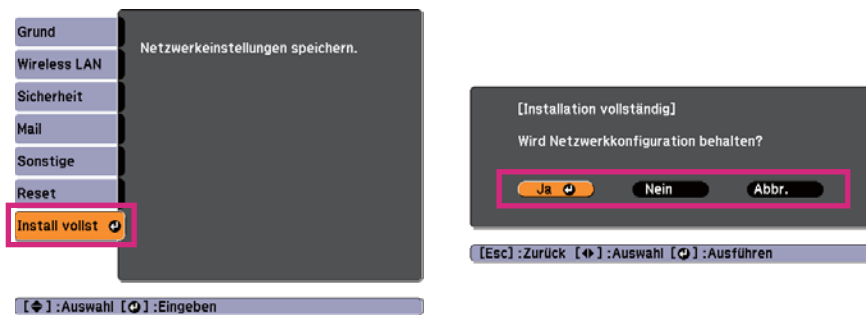 Grund
Wireless LAN
Sicherheit
Mail
Sonstige
Reset
Install vollst
Netzwerkeinstellungen speichern.
[ ] :Auswahl [ ] :Eingeben
[Installation vollständig]
Wird Netzwerkkonfiguration behalten?
Ja Nein Abbr.
[Esc] :Zurück [ ] :Auswahl [ ] :Ausführen